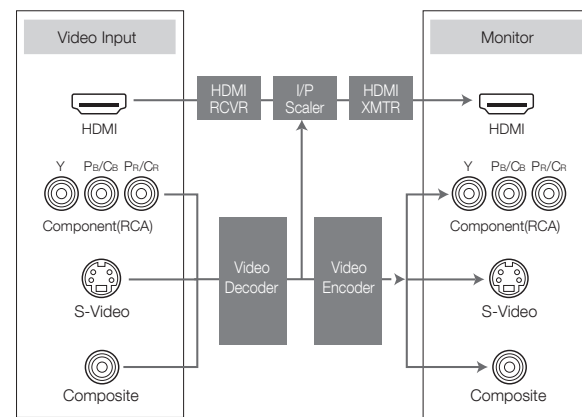 Video Input
Monitor
HDMI
RCVR
I/P
Scaler
HDMI
XMTR
HDMI
HDMI
Y PB/CB PR/CR
Component(RCA)
Y PB/CB PR/CR
Component(RCA)
Video
Decoder
Video
Encoder
S-Video
S-Video
Composite
Composite